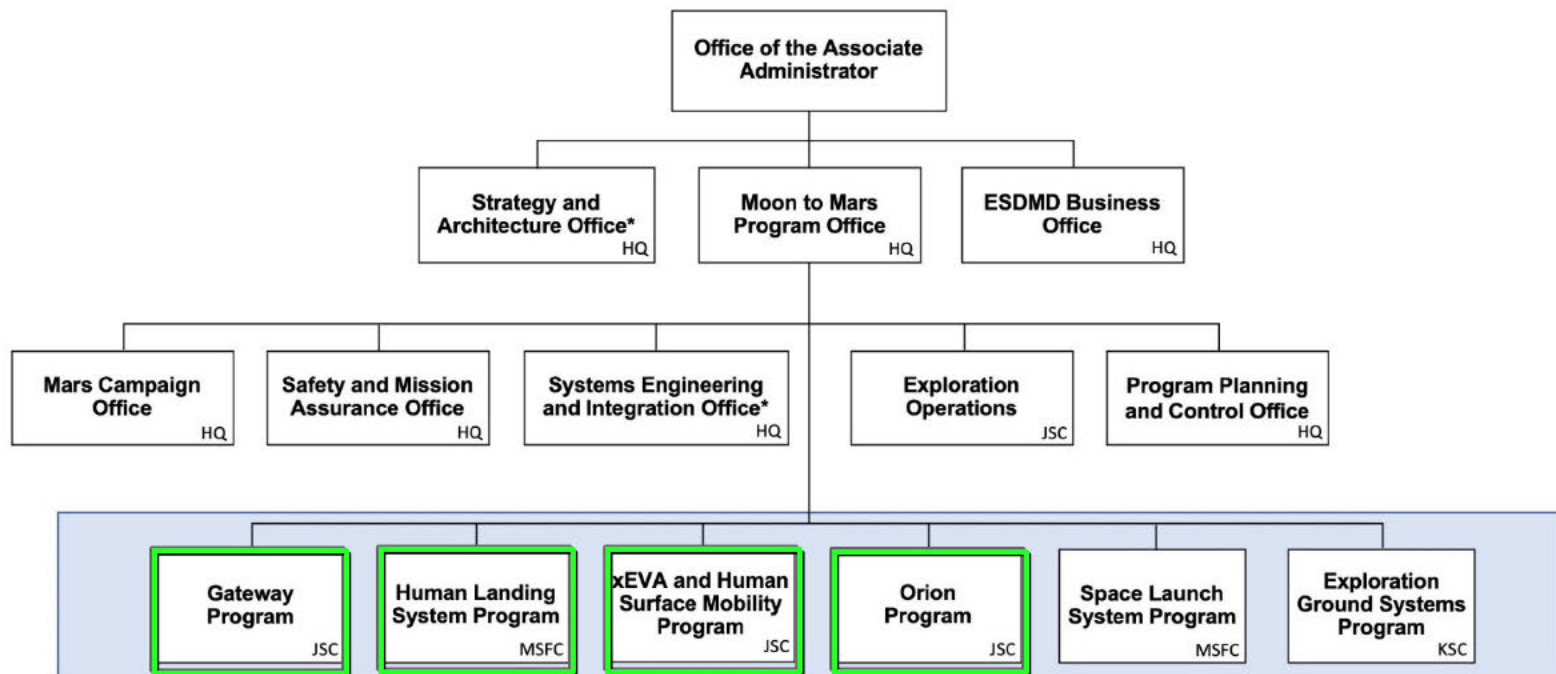 Office of the Associate
Administrator
Strategy and
Architecture Office*
HQ
Moon to Mars
Program Office
HQ
ESDMD Business
Office
HQ
Mars Campaign
Office
HQ
Safety and Mission
Assurance Office
HQ
Systems Engineering
and Integration Office*
HQ
Exploration
Operations
JSC
Program Planning
and Control Office
HQ
Gateway
Program
JSC
Human Landing
System Program
MSFC
xEVA and Human
Surface Mobility
Program
JSC
Orion
Program
JSC
Space Launch
System Program
MSFC
Exploration
Ground Systems
Program
KSC